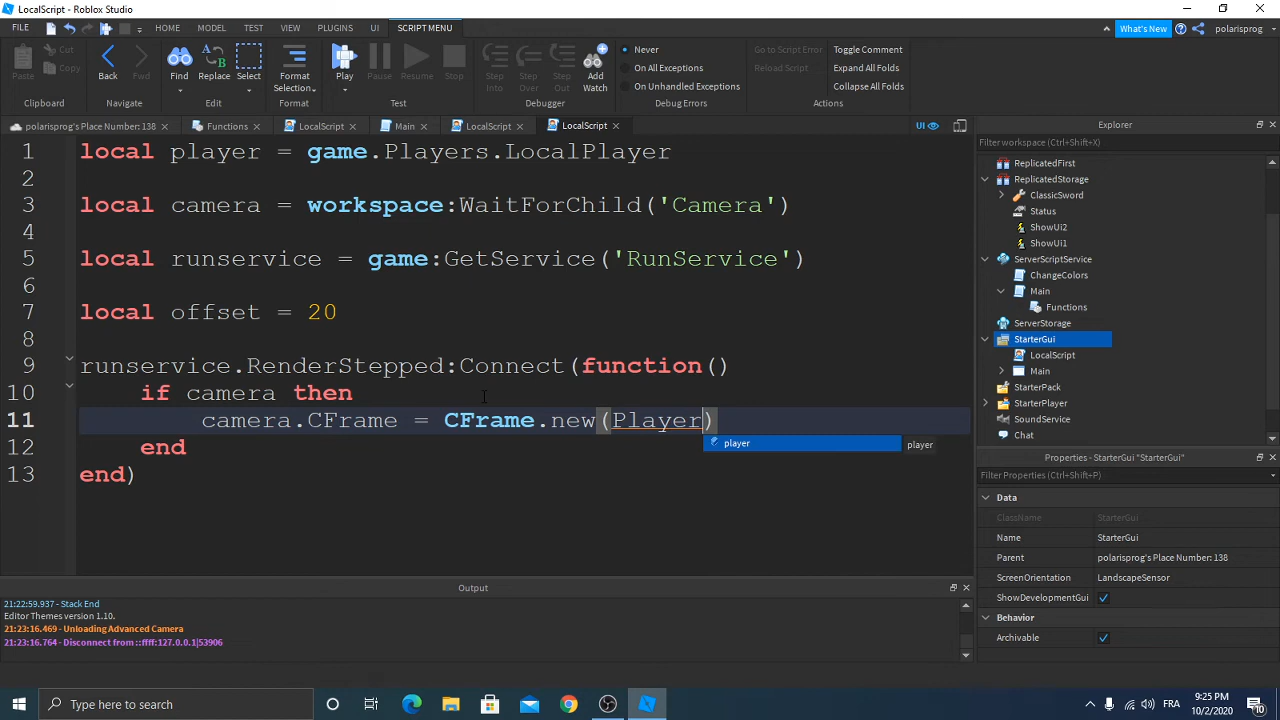 LocalScript - Roblox Studio
FILE HOME MODEL TEST VIEW PLUGINS UI SCRIPT MENU What's New polarisprog
Paste Cut Copy Back Fwd Find Replace Select Format Selection Play Pause Resume Stop Step Into Step Over Step Out Add Watch Never On All Exceptions On Unhandled Exceptions Go to Script Error Reload Script Toggle Comment Expand All Folds Collapse All Folds
Clipboard Navigate Edit Format Test Debugger Debug Errors Actions
polarisprog's Place Number: 138 Functions LocalScript Main LocalScript LocalScript UI
1 local player = game.Players.LocalPlayer
2
3 local camera = workspace:WaitForChild('Camera')
4
5 local runservice = game:GetService('RunService')
6
7 local offset = 20
8
9 runservice.RenderStepped:Connect(function()
10 if camera then
11 camera.CFrame = CFrame.new(Player)
player player
12 end
13 end)
Explorer
Filter workspace (Ctrl+Shift+X)
ReplicatedFirst
ReplicatedStorage
ClassicSword
Status
ShowUi2
ShowUi1
ServerScriptService
ChangeColors
Main
Functions
ServerStorage
StarterGui
LocalScript
Main
StarterPack
StarterPlayer
Chat
Properties - StarterGui "StarterGui"
Filter Properties (Ctrl+Shift+P)
Data
ClassName StarterGui
Name StarterGui
Parent polarisprog's Place Number: 138
ScreenOrientation LandscapeSensor
ShowDevelopmentGui
Behavior
Archivable
Output
21:22:59.937 - Stack End
Editor Themes version 1.10.
21:23:16.469 - Unloading Advanced Camera
21:23:16.764 - Disconnect from ::ffff:127.0.0.1|53906
Type here to search
FRA
9:25 PM
10/2/2020
10